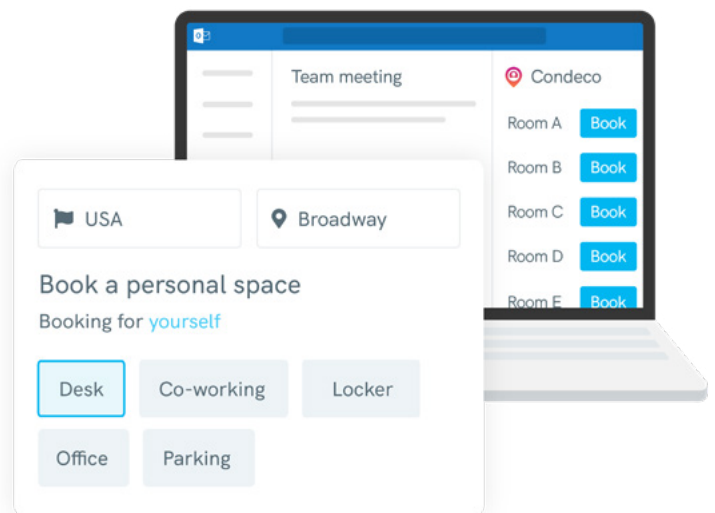 Team meeting
Condeco
Room A Book
Room B Book
Room C Book
Room D Book
Room E Book
USA Broadway
Book a personal space
Booking for yourself
Desk Co-working Locker
Office Parking